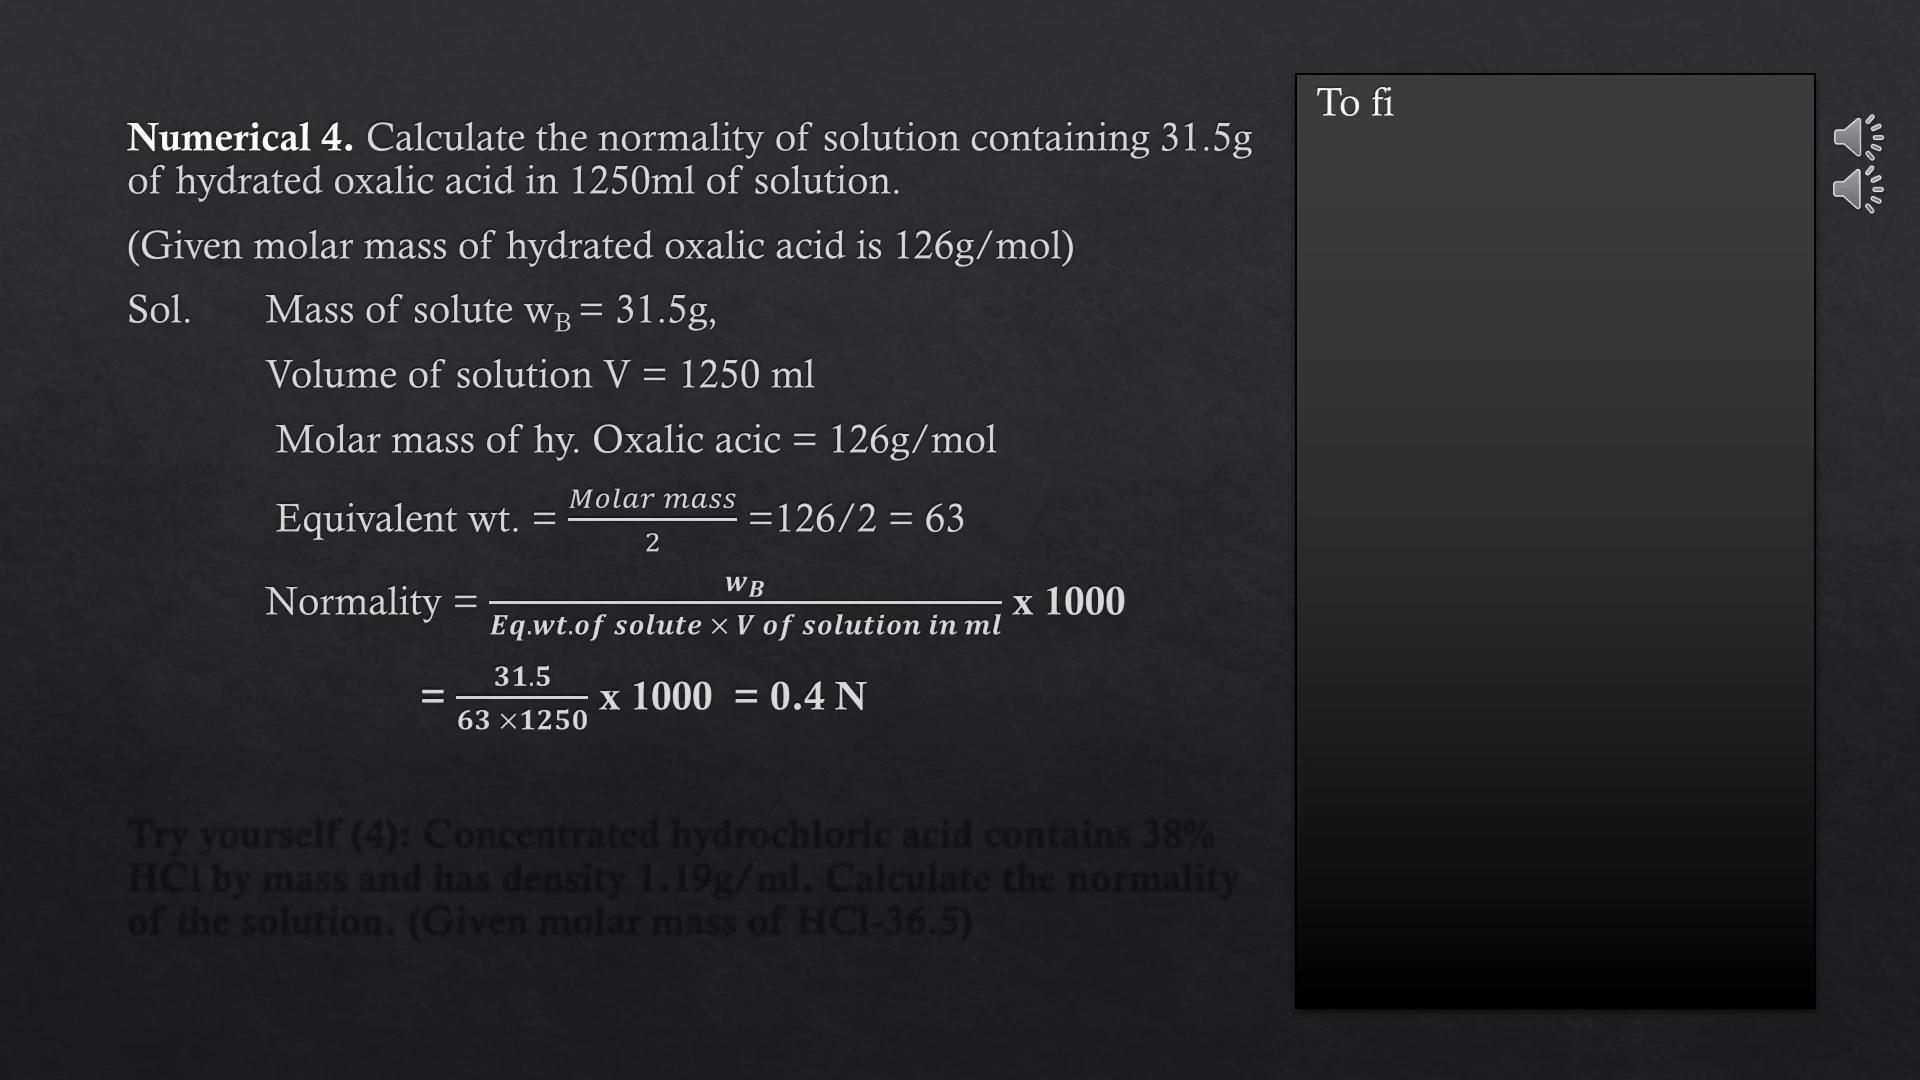 Numerical 4. Calculate the normality of solution containing 31.5g
of hydrated oxalic acid in 1250ml of solution.
(Given molar mass of hydrated oxalic acid is 126g/mol)
Sol. Mass of solute w_B = 31.5g,
Volume of solution V = 1250 ml
Molar mass of hy. Oxalic acic = 126g/mol
Equivalent wt. = \frac{Molar mass}{2} =126/2 = 63
Normality = \frac{w_B}{Eq.wt.of solute × V of solution in ml} x 1000
= \frac{31.5}{63 ×1250} x 1000 = 0.4 N
Try yourself (4): Concentrated hydrochloric acid contains 38%
HCl by mass and has density 1.19g/ml. Calculate the normality
of the solution. (Given molar mass of HCl-36.5)
To fi